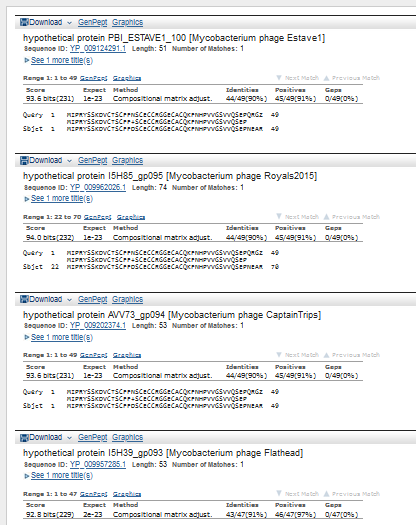 Download GenPept Graphics
hypothetical protein PBI_ESTAVE1_100 [Mycobacterium phage Estave1]
Sequence ID: YP_009124291.1 Length: 51 Number of Matches: 1
See 1 more title(s)
Range 1: 1 to 49 GenPept Graphics Next Match Previous Match
Score Expect Method Identities Positives Gaps
93.6 bits(231) 1e-23 Compositional matrix adjust. 44/49(90%) 45/49(91%) 0/49(0%)
Query 1 MIPRYSSKDVCTSCFPNSCECCRGGECACQKPNHPVVGSVVQSEPQRGZ 49
MIPRYSSKDVCTSCFP+SCECCRGGECACQKPNHPVVGSVVQSEP
Sbjct 1 49
Download GenPept Graphics
hypothetical protein I5H85_gp095 [Mycobacterium phage Royals2015]
Sequence ID: YP_009962026.1 Length: 74 Number of Matches: 1
See 1 more title(s)
Range 1: 22 to 70 GenPept Graphics Next Match Previous Match
Score Expect Method Identities Positives Gaps
94.0 bits(232) 1e-23 Compositional matrix adjust. 44/49(90%) 45/49(91%) 0/49(0%)
Query 1 49
Sbjct 22 70
Download GenPept Graphics
hypothetical protein AVV73_gp094 [Mycobacterium phage CaptainTrips]
Sequence ID: YP_009202374.1 Length: 53 Number of Matches: 1
See 1 more title(s)
Range 1: 1 to 49 GenPept Graphics Next Match Previous Match
Score Expect Method Identities Positives Gaps
93.6 bits(231) 1e-23 Compositional matrix adjust. 44/49(90%) 45/49(91%) 0/49(0%)
Query 1 49
Sbjct 1 49
Download GenPept Graphics
hypothetical protein I5H39_gp093 [Mycobacterium phage Flathead]
Sequence ID: YP_009957285.1 Length: 53 Number of Matches: 1
See 1 more title(s)
Range 1: 1 to 47 GenPept Graphics Next Match Previous Match
Score Expect Method Identities Positives Gaps
92.8 bits(229) 2e-23 Compositional matrix adjust. 43/47(91%) 46/47(97%) 0/47(0%)